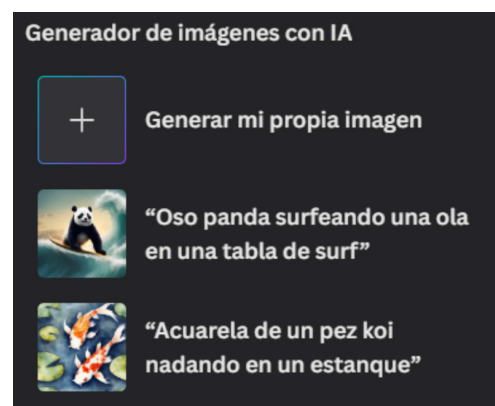 Generador de imágenes con IA
Generar mi propia imagen
“Oso panda surfeando una ola
en una tabla de surf”
“Acuarela de un pez koi
nadando en un estanque”